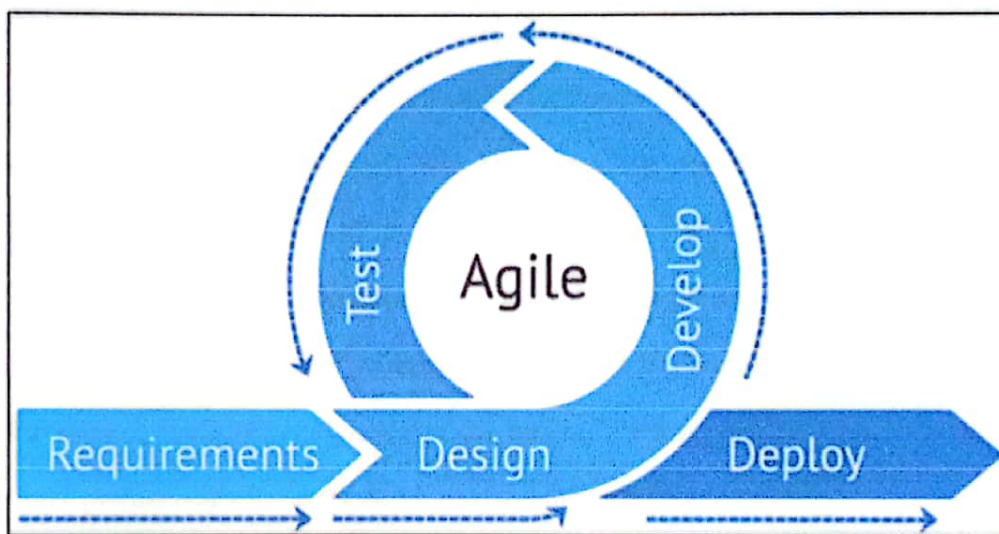 Agile
Test
Develop
Requirements
Design
Deploy